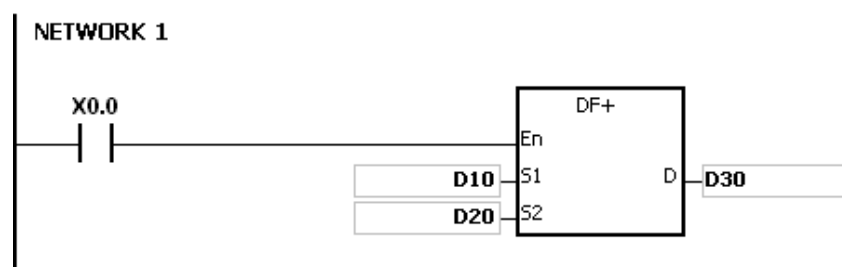 NETWORK 1
X0.0
DF+
En
D10 S1 D D30
D20 S2